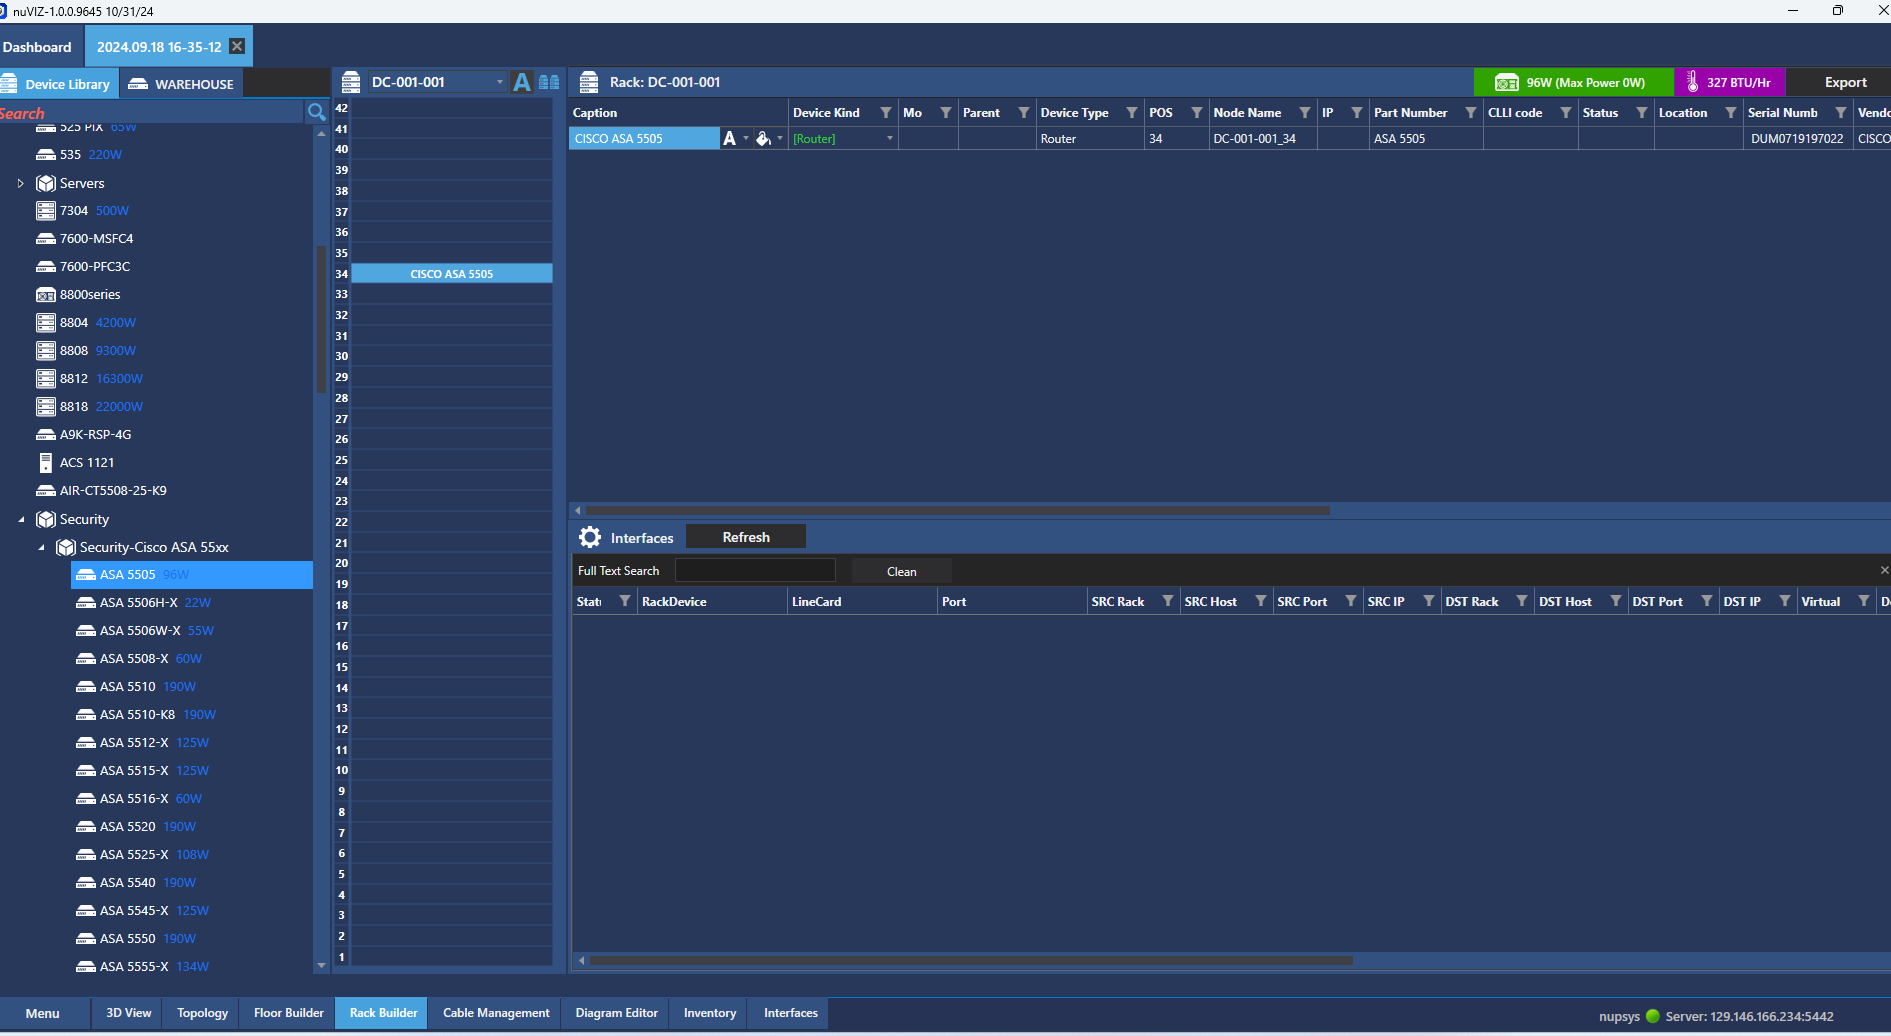 nuVIZ-1.0.0.9645 10/31/24
Dashboard
2024.09.18 16-35-12
Device Library
WAREHOUSE
Search
525 PIX 65W
535 220W
Servers
7304 500W
7600-MSFC4
7600-PFC3C
8800series
8804 4200W
8808 9300W
8812 16300W
8818 22000W
A9K-RSP-4G
ACS 1121
AIR-CT5508-25-K9
Security
Security-Cisco ASA 55xx
ASA 5505 96W
ASA 5506H-X 22W
ASA 5506W-X 55W
ASA 5508-X 60W
ASA 5510 190W
ASA 5510-K8 190W
ASA 5512-X 125W
ASA 5515-X 125W
ASA 5516-X 60W
ASA 5520 190W
ASA 5525-X 108W
ASA 5540 190W
ASA 5545-X 125W
ASA 5550 190W
ASA 5555-X 134W
DC-001-001 A
42
41
40
39
38
37
36
35
34 CISCO ASA 5505
33
32
31
30
29
28
27
26
25
24
23
22
21
20
19
18
17
16
15
14
13
12
11
10
9
8
7
6
5
4
3
2
1
Rack: DC-001-001
96W (Max Power 0W)
327 BTU/Hr
Export
Caption Device Kind Mo Parent Device Type POS Node Name IP Part Number CLLI code Status Location Serial Numb Vendo
CISCO ASA 5505 A [Router] Router 34 DC-001-001_34 ASA 5505 DUM0719197022 CISCO
Interfaces
Refresh
Full Text Search
Clean
Stat RackDevice LineCard Port SRC Rack SRC Host SRC Port SRC IP DST Rack DST Host DST Port DST IP Virtual D
Menu
3D View
Topology
Floor Builder
Rack Builder
Cable Management
Diagram Editor
Inventory
Interfaces
nupsys
Server: 129.146.166.234:5442